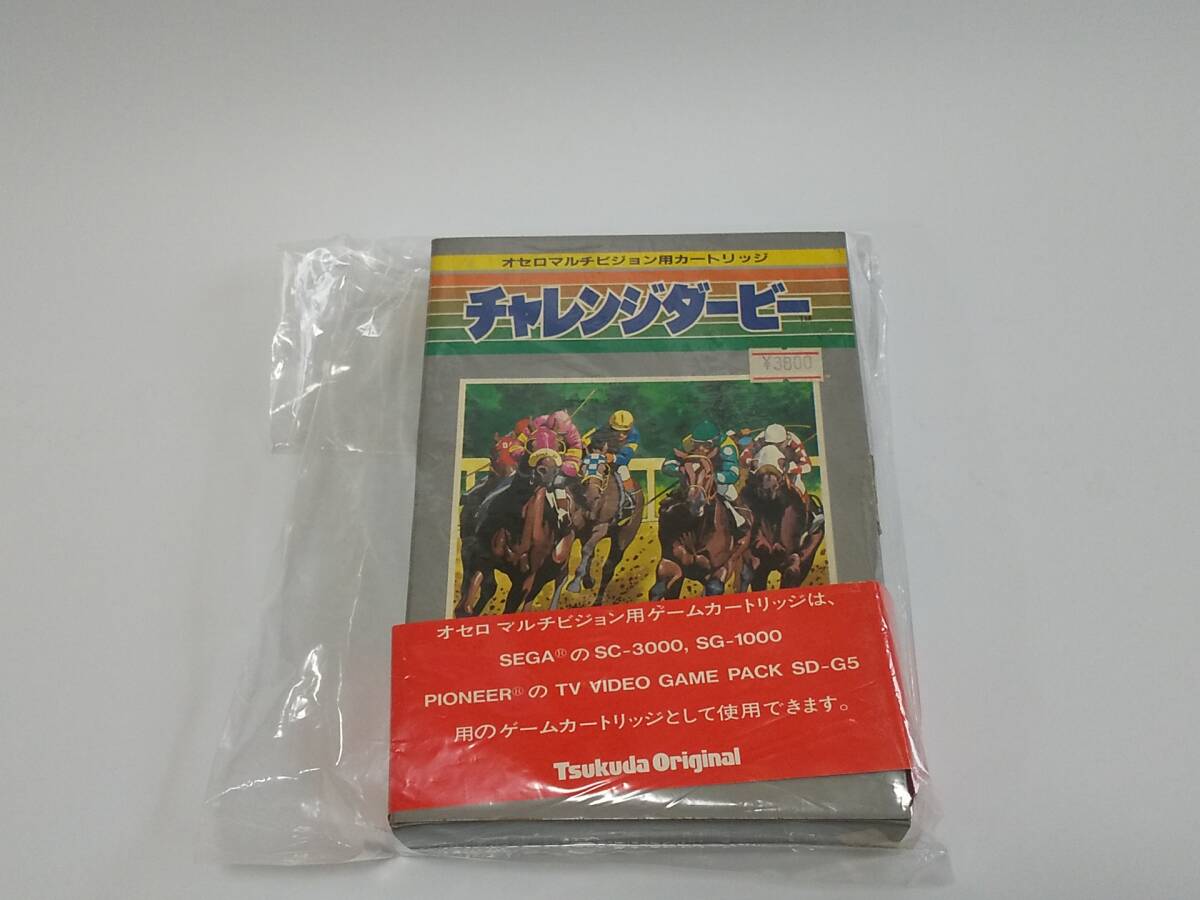 オセロマルチビジョン用カートリッジ
チャレンジダービー™
¥3800
オセロ マルチビジョン用ゲームカートリッジは、
SEGA®のSC-3000, SG-1000
PIONEER®の TV VIDEO GAME PACK SD-G5
用のゲームカートリッジとして使用できます。
Tsukuda Original